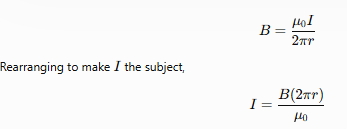 B = μ₀I / 2πr
Rearranging to make I the subject,
I = B(2πr) / μ₀